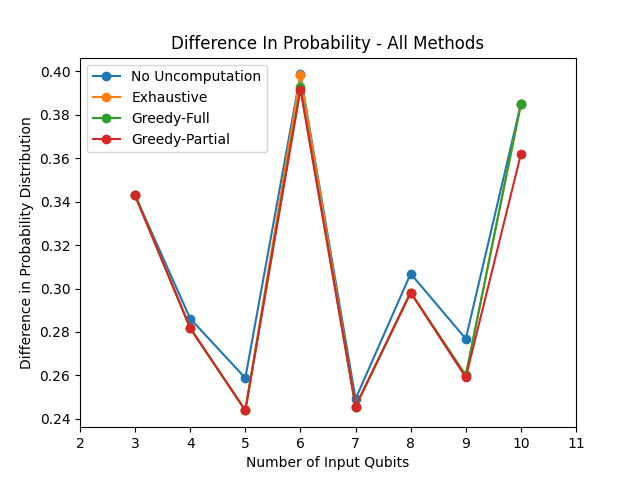 Difference In Probability - All Methods
No Uncomputation
Exhaustive
Greedy-Full
Greedy-Partial
Difference in Probability Distribution
0.40
0.38
0.36
0.34
0.32
0.30
0.28
0.26
0.24
2 3 4 5 6 7 8 9 10 11
Number of Input Qubits